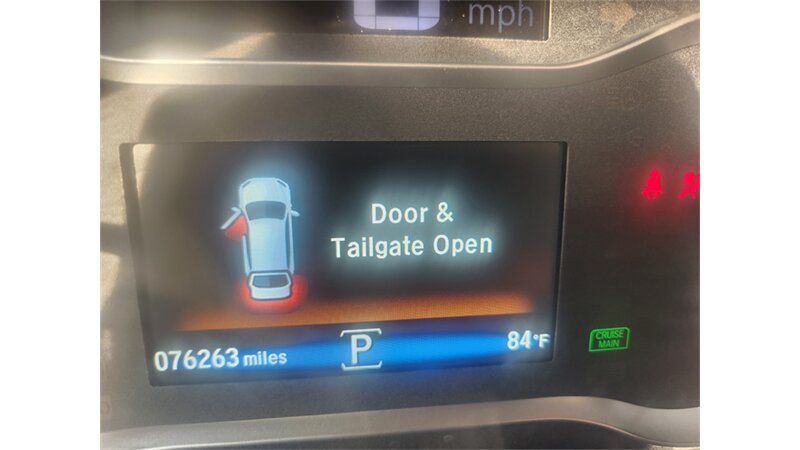 mph
Door &
Tailgate Open
076263 miles
P
84°F
CRUISE
MAIN